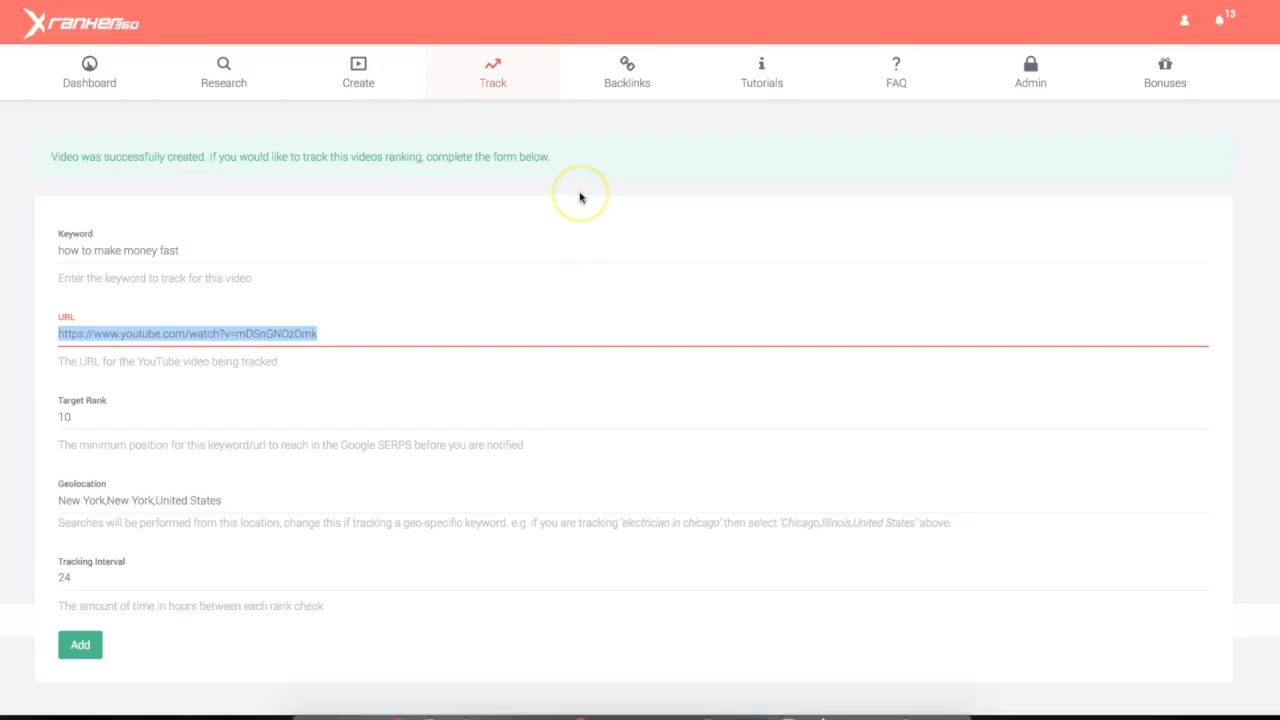 Xranker360
13
Dashboard
Research
Create
Track
Backlinks
Tutorials
FAQ
Admin
Bonuses
Video was successfully created. If you would like to track this videos ranking, complete the form below.
Keyword
how to make money fast
Enter the keyword to track for this video
URL
https://www.youtube.com/watch?v=mDSnGNOzDmk
The URL for the YouTube video being tracked
Target Rank
10
The minimum position for this keyword/url to reach in the Google SERPS before you are notified
Geolocation
New York,New York,United States
Searches will be performed from this location, change this if tracking a geo-specific keyword. e.g. if you are tracking 'electrician in chicago' then select 'Chicago,Illinois,United States' above.
Tracking Interval
24
The amount of time in hours between each rank check
Add